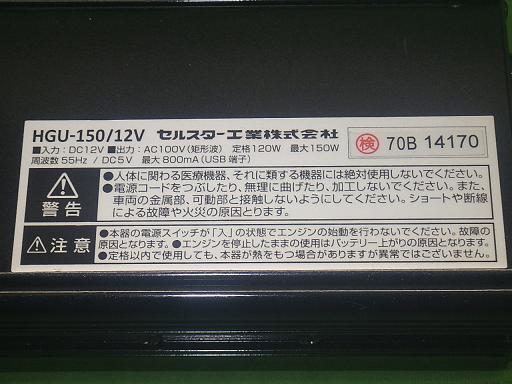 HGU-150/12V セルスター工業株式会社
■入力：DC12V ■出力：AC100V(矩形波) 定格120W 最大150W
周波数 55Hz / DC5V 最大 800mA (USB 端子)
検 70B 14170
警告
●人体に関わる医療機器、それに類する機器には絶対使用しないでください。
●電源コードをつぶしたり、無理に曲げたり、加工しないでください。また、
車両の金属部、可動部と接触しないようにしてください。ショートや断線
による故障や火災の原因となります。
注意
●本器の電源スイッチが「入」の状態でエンジンの始動を行わないでください。故障の
原因となります。●エンジンを停止したままの使用はバッテリー上がりの原因となります。
●定格以内で使用しても、本器が熱をもつ場合がありますが異常ではございません。